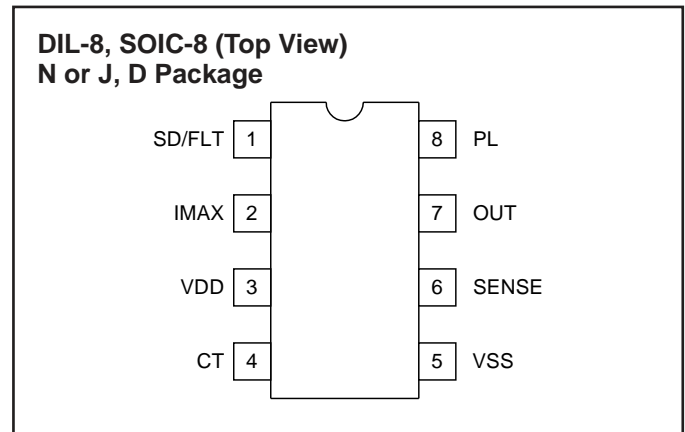 DIL-8, SOIC-8 (Top View)
N or J, D Package
SD/FLT 1 8 PL
IMAX 2 7 OUT
VDD 3 6 SENSE
CT 4 5 VSS